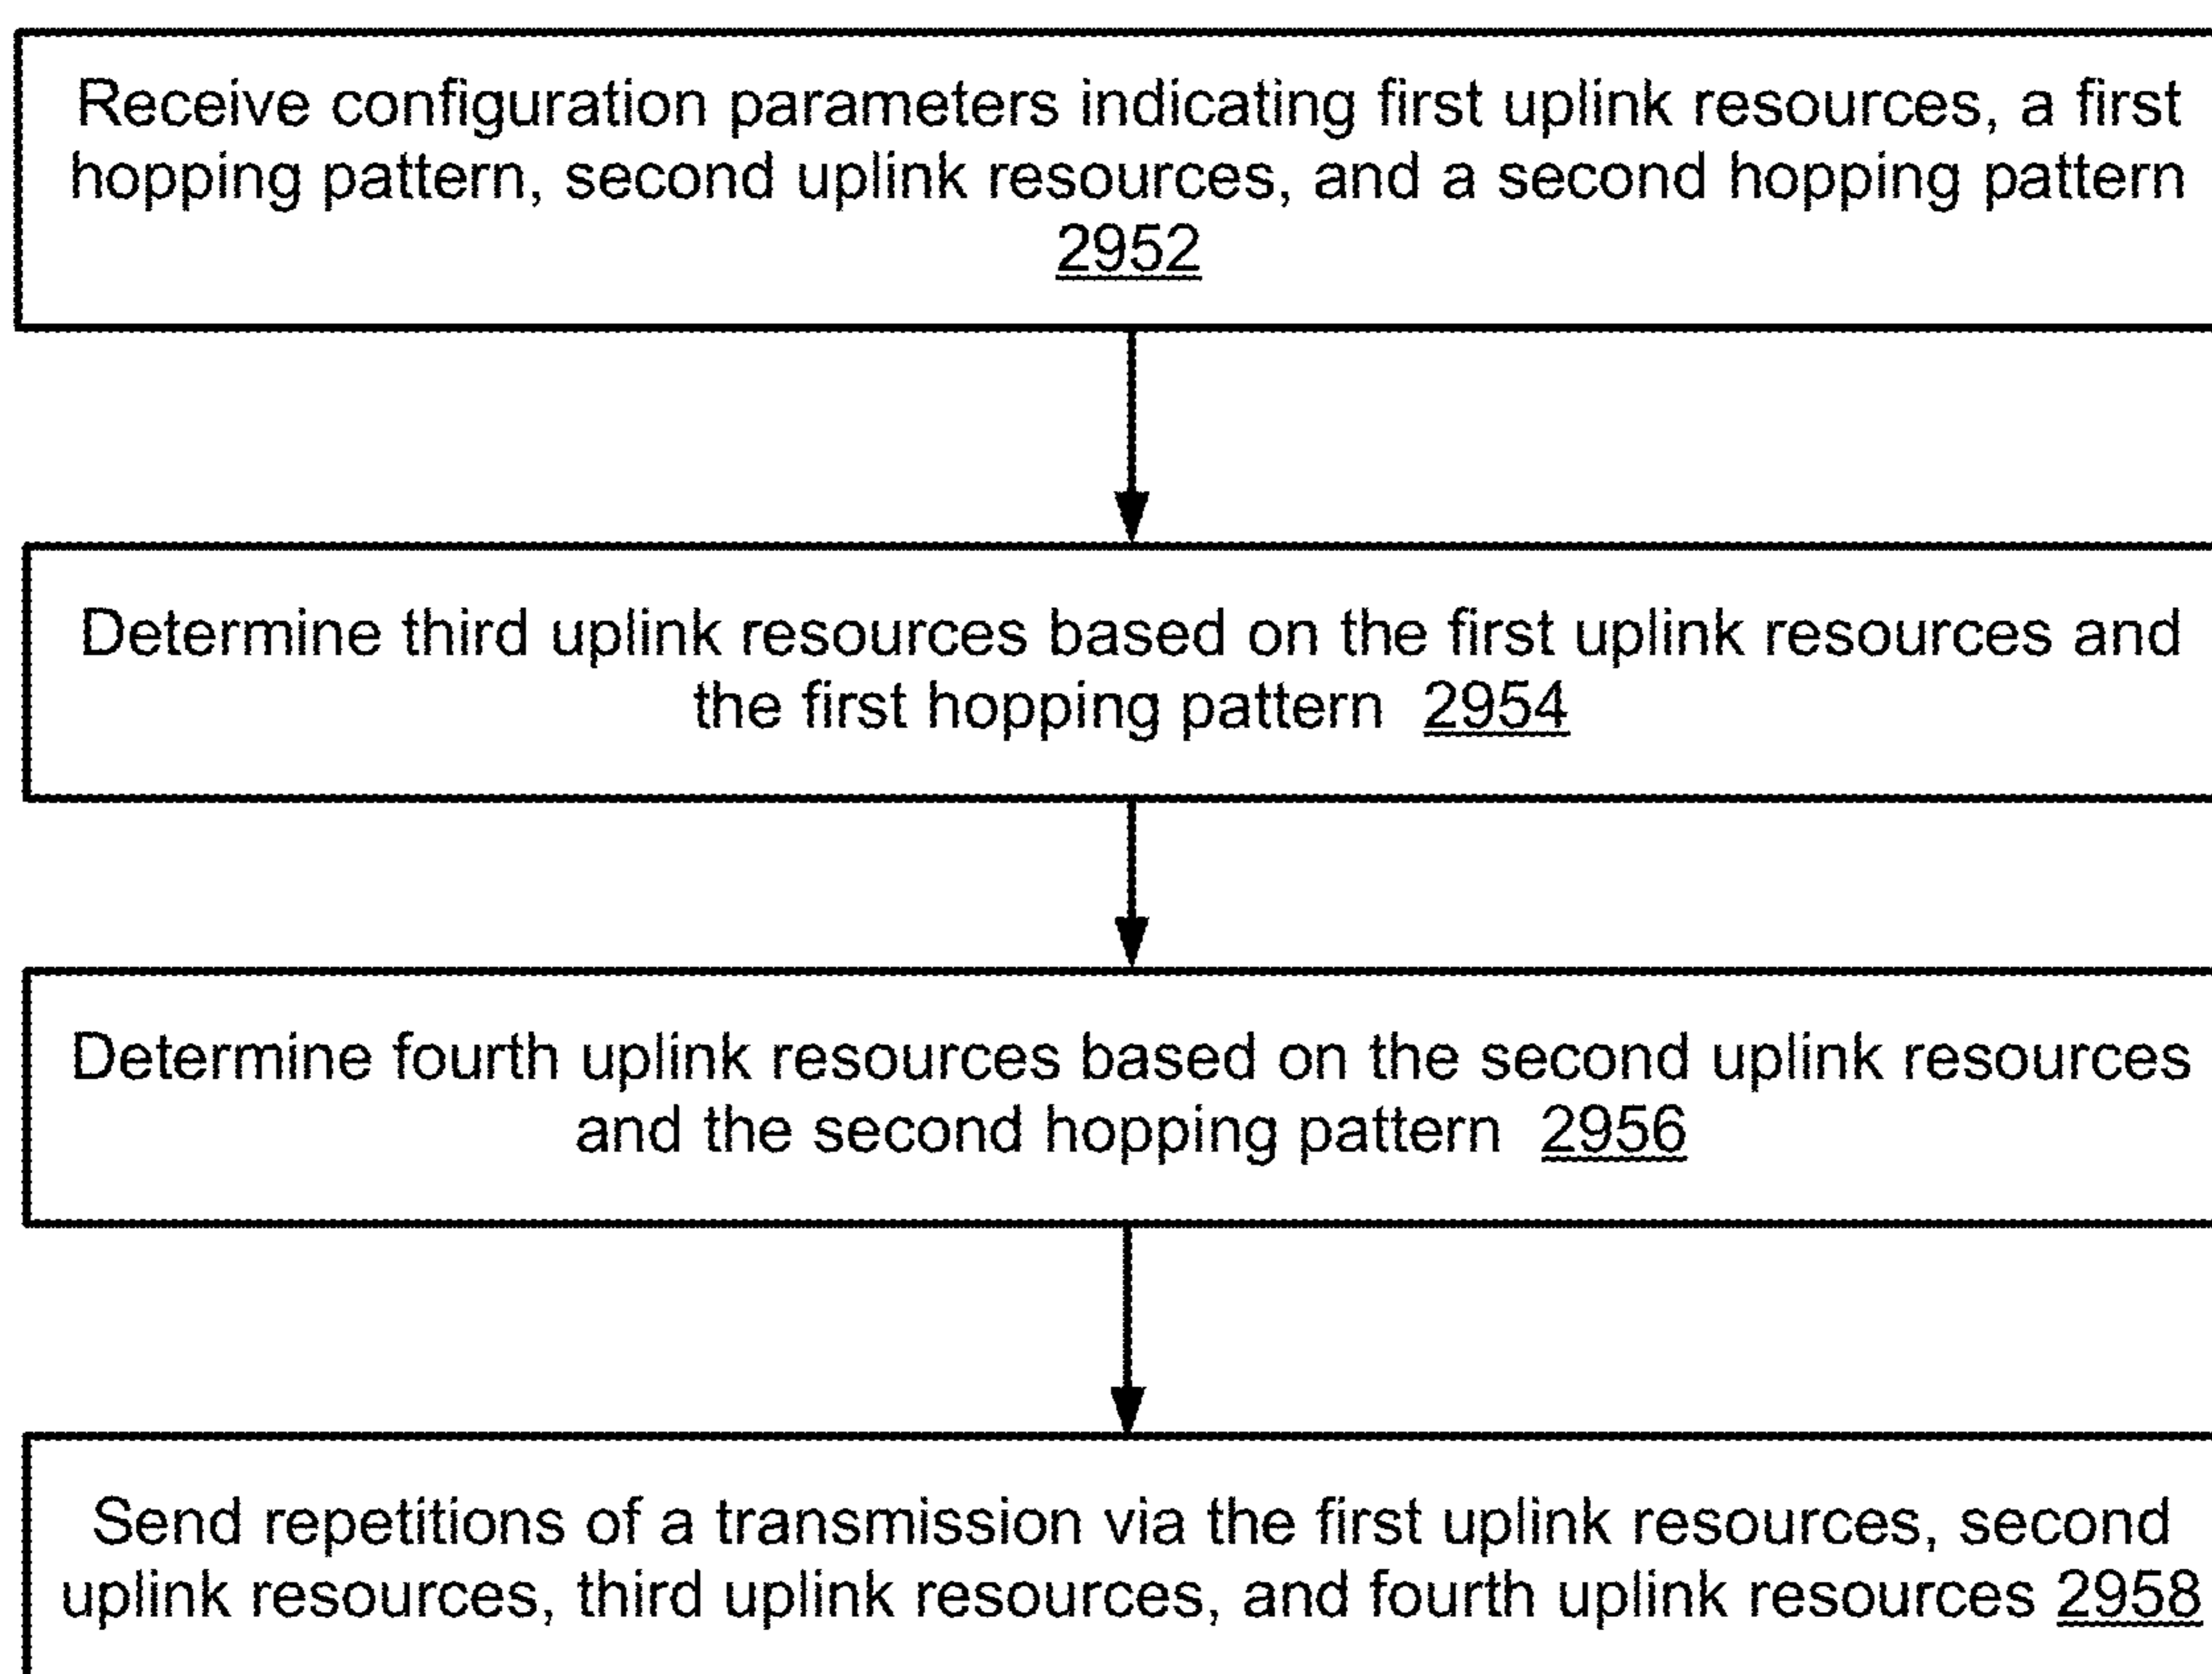 Receive configuration parameters indicating first uplink resources, a first
hopping pattern, second uplink resources, and a second hopping pattern
2952
Determine third uplink resources based on the first uplink resources and
the first hopping pattern 2954
Determine fourth uplink resources based on the second uplink resources
and the second hopping pattern 2956
Send repetitions of a transmission via the first uplink resources, second
uplink resources, third uplink resources, and fourth uplink resources 2958